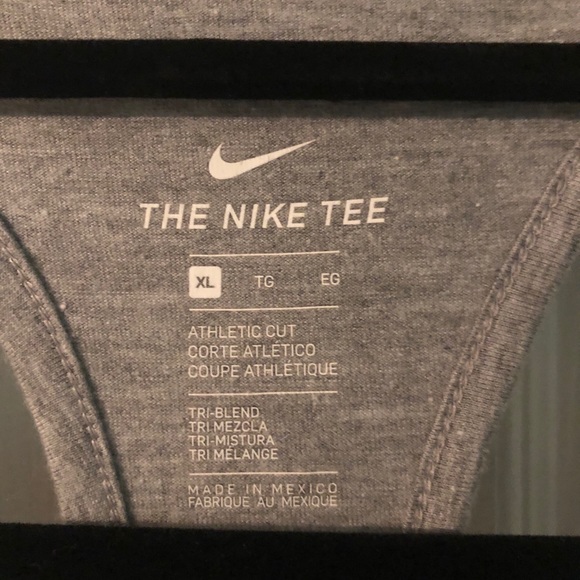 THE NIKE TEE
XL TG EG
ATHLETIC CUT
CORTE ATLÉTICO
COUPE ATHLÉTIQUE
TRI-BLEND
TRI MEZCLA
TRI-MISTURA
TRI MÉLANGE
MADE IN MEXICO
FABRIQUÉ AU MEXIQUE